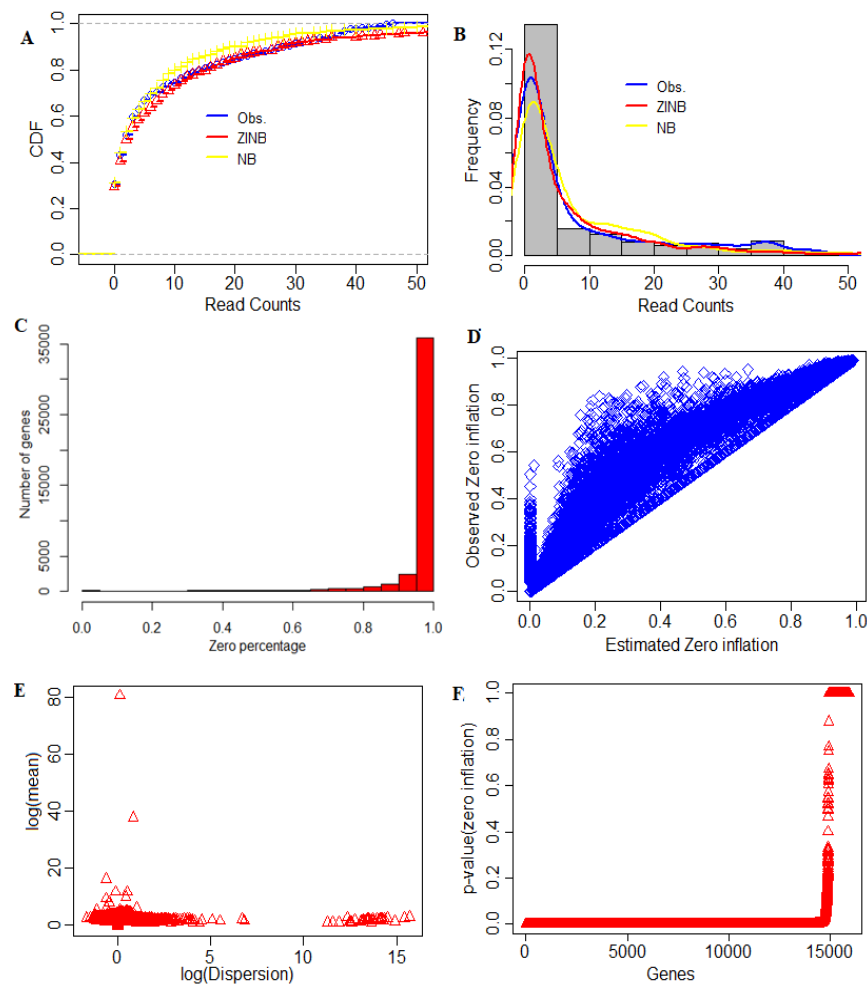 A
CDF
0.0 0.2 0.4 0.6 0.8 1.0
Obs.
ZINB
NB
0 10 20 30 40 50
Read Counts
B
Frequency
0.00 0.04 0.08 0.12
Obs.
ZINB
NB
0 10 20 30 40 50
Read Counts
C
Number of genes
0 5000 15000 25000 35000
0.0 0.2 0.4 0.6 0.8 1.0
Zero percentage
D
Observed Zero inflation
0.0 0.2 0.4 0.6 0.8 1.0
0.0 0.2 0.4 0.6 0.8 1.0
Estimated Zero inflation
E
log(mean)
0 20 40 60 80
0 5 10 15
log(Dispersion)
F
p-value(zero inflation)
0.0 0.2 0.4 0.6 0.8 1.0
0 5000 10000 15000
Genes